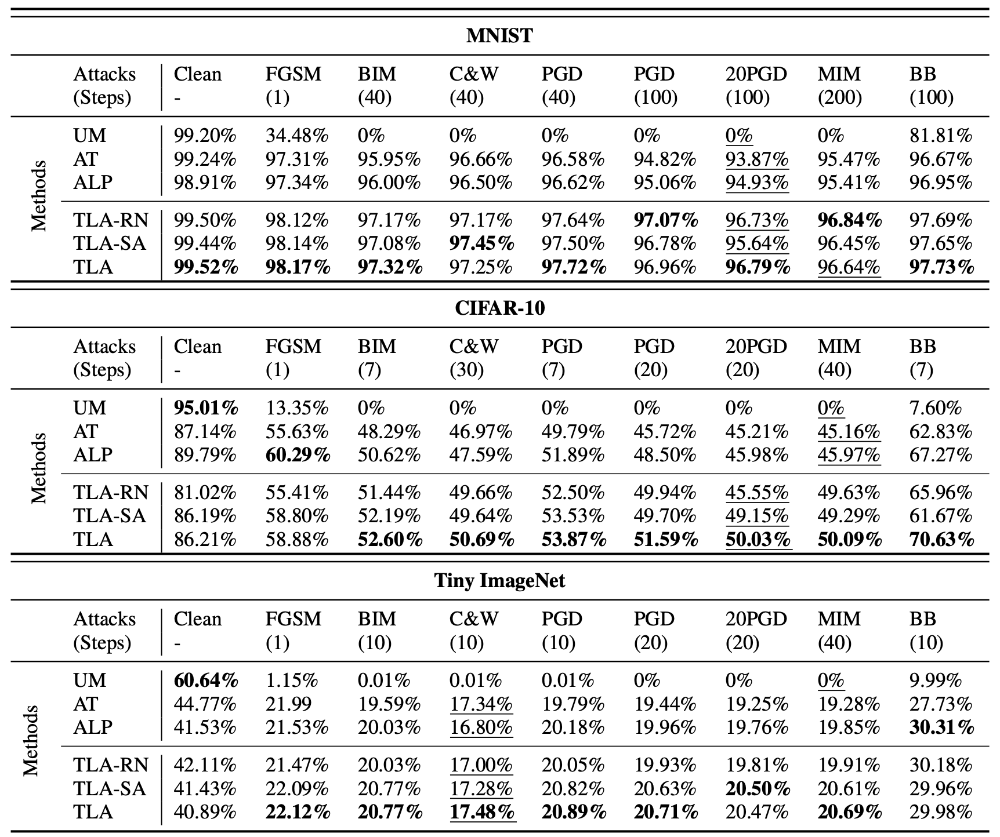 MNIST
Attacks Clean FGSM BIM C&W PGD PGD 20PGD MIM BB
(Steps) - (1) (40) (40) (40) (100) (100) (200) (100)
Methods
UM 99.20% 34.48% 0% 0% 0% 0% 0% 0% 81.81%
AT 99.24% 97.31% 95.95% 96.66% 96.58% 94.82% 93.87% 95.47% 96.67%
ALP 98.91% 97.34% 96.00% 96.50% 96.62% 95.06% 94.93% 95.41% 96.95%
TLA-RN 99.50% 98.12% 97.17% 97.17% 97.64% 97.07% 96.73% 96.84% 97.69%
TLA-SA 99.44% 98.14% 97.08% 97.45% 97.50% 96.78% 95.64% 96.45% 97.65%
TLA 99.52% 98.17% 97.32% 97.25% 97.72% 96.96% 96.79% 96.64% 97.73%
CIFAR-10
Attacks Clean FGSM BIM C&W PGD PGD 20PGD MIM BB
(Steps) - (1) (7) (30) (7) (20) (20) (40) (7)
Methods
UM 95.01% 13.35% 0% 0% 0% 0% 0% 0% 7.60%
AT 87.14% 55.63% 48.29% 46.97% 49.79% 45.72% 45.21% 45.16% 62.83%
ALP 89.79% 60.29% 50.62% 47.59% 51.89% 48.50% 45.98% 45.97% 67.27%
TLA-RN 81.02% 55.41% 51.44% 49.66% 52.50% 49.94% 45.55% 49.63% 65.96%
TLA-SA 86.19% 58.80% 52.19% 49.64% 53.53% 49.70% 49.15% 49.29% 61.67%
TLA 86.21% 58.88% 52.60% 50.69% 53.87% 51.59% 50.03% 50.09% 70.63%
Tiny ImageNet
Attacks Clean FGSM BIM C&W PGD PGD 20PGD MIM BB
(Steps) - (1) (10) (10) (10) (20) (20) (40) (10)
Methods
UM 60.64% 1.15% 0.01% 0.01% 0.01% 0% 0% 0% 9.99%
AT 44.77% 21.99 19.59% 17.34% 19.79% 19.44% 19.25% 19.28% 27.73%
ALP 41.53% 21.53% 20.03% 16.80% 20.18% 19.96% 19.76% 19.85% 30.31%
TLA-RN 42.11% 21.47% 20.03% 17.00% 20.05% 19.93% 19.81% 19.91% 30.18%
TLA-SA 41.43% 22.09% 20.77% 17.28% 20.82% 20.63% 20.50% 20.61% 29.96%
TLA 40.89% 22.12% 20.77% 17.48% 20.89% 20.71% 20.47% 20.69% 29.98%